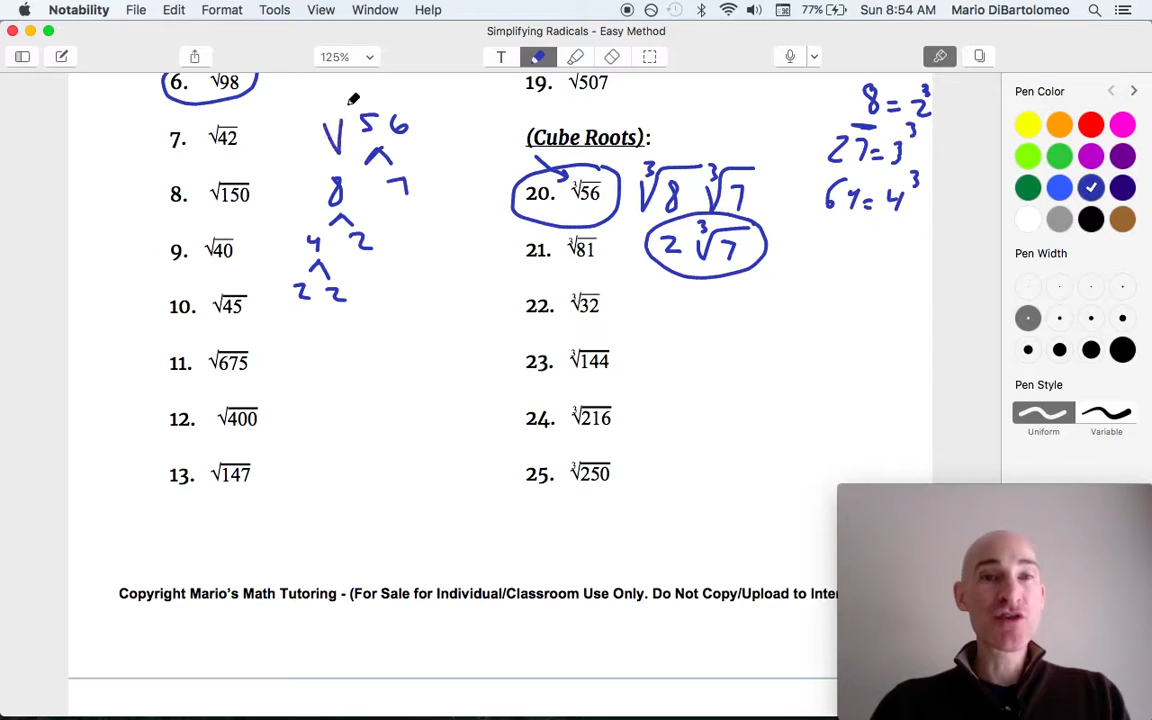 Notability File Edit Format Mario Tools View Window Help 77% Sun 8:54 AM Mario DiBartolomeo
Simplifying Radicals - Easy Method
125% T
6. √98
7. √42
8. √150
9. √40
10. √45
11. √675
12. √400
13. √147
√56
8 7
4 2
2 2
19. √507
(Cube Roots):
20. ∛56 ∛8 ∛7
2 ∛7
21. ∛81
22. ∛32
23. ∛144
24. ∛216
25. ∛250
8 = 2³
27 = 3³
64 = 4³
Copyright Mario's Math Tutoring - (For Sale for Individual/Classroom Use Only. Do Not Copy/Upload to Inter
Pen Color
Pen Width
Pen Style
Uniform Variable